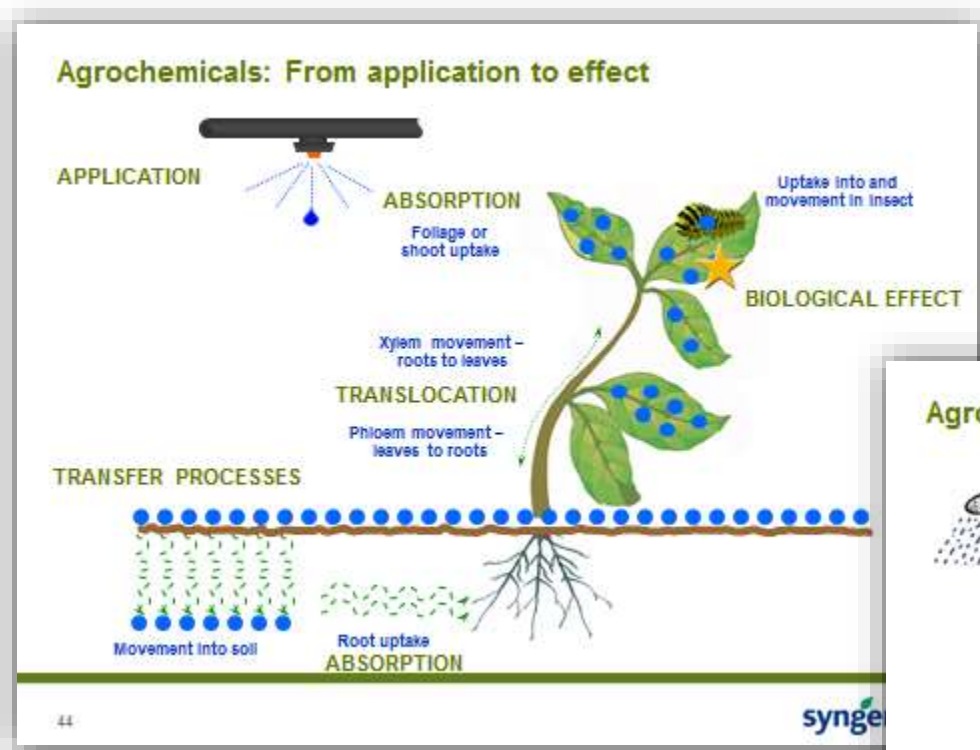 Agrochemicals: From application to effect
APPLICATION
ABSORPTION
Foliage or
shoot uptake
Uptake into and
movement in insect
BIOLOGICAL EFFECT
Xylem movement –
roots to leaves
TRANSLOCATION
Phloem movement –
leaves to roots
TRANSFER PROCESSES
Movement into soil
Root uptake
ABSORPTION
44
synge
Agr